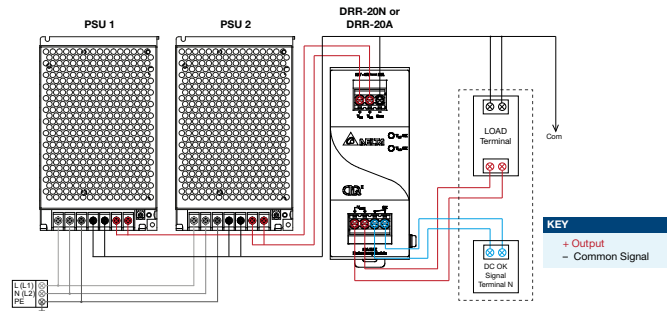 DRR-20N or
DRR-20A
PSU 1
PSU 2
LOAD
Terminal
Com
DELTA
L (L1)
N (L2)
PE
DC OK
Signal
Terminal N
KEY
+ Output
– Common Signal